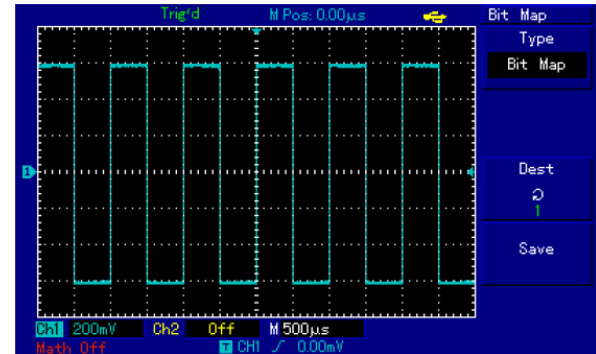 Trig'd M Pos: 0.00μs Bit Map
Type
Bit Map
1
Dest
1
Save
Ch1 200mV Ch2 Off M 500μs
Math Off T CH1 0.00mV